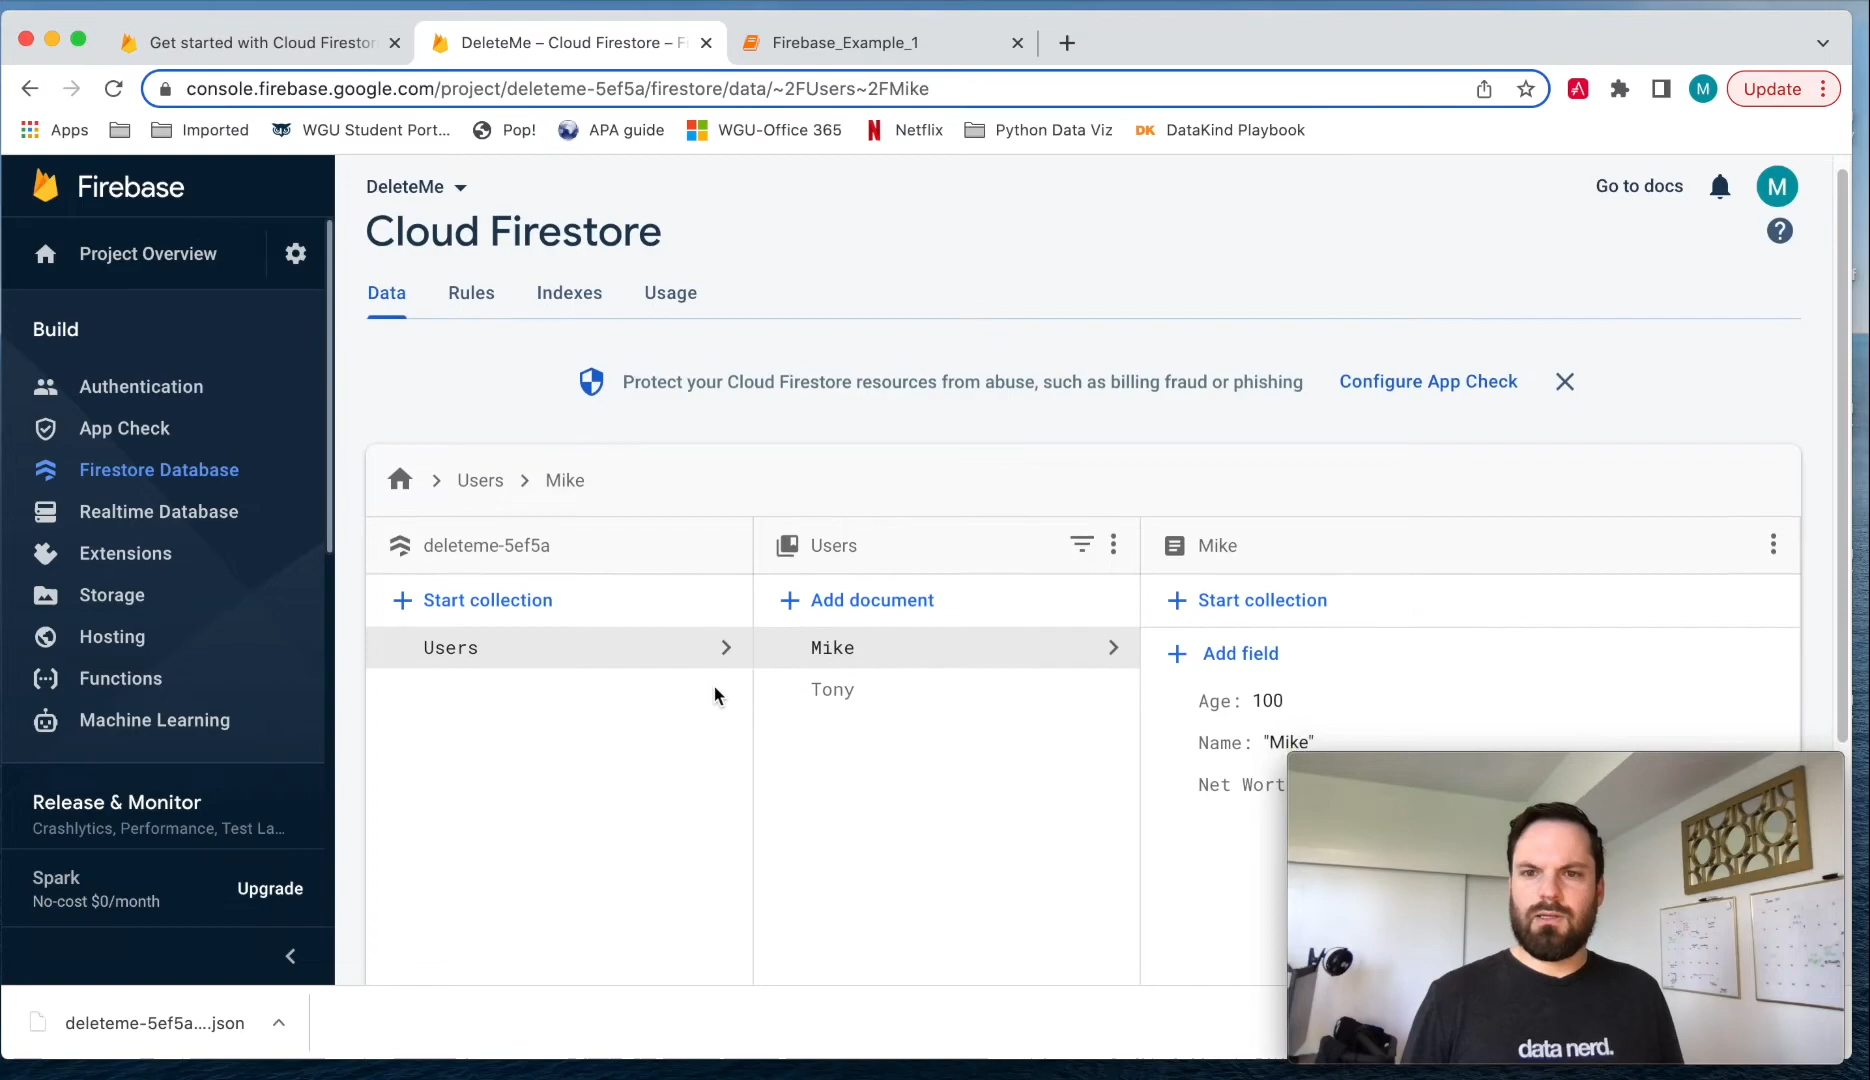 Get started with Cloud Firestor
DeleteMe – Cloud Firestore – F
Firebase_Example_1
console.firebase.google.com/project/deleteme-5ef5a/firestore/data/~2FUsers~2FMike
M
Update
Apps
Imported
WGU Student Port...
Pop!
APA guide
WGU-Office 365
Netflix
Python Data Viz
DK DataKind Playbook
Firebase
DeleteMe
Go to docs
M
Cloud Firestore
Project Overview
Data
Rules
Indexes
Usage
Build
Authentication
App Check
Firestore Database
Realtime Database
Extensions
Storage
Hosting
Functions
Machine Learning
Release & Monitor
Crashlytics, Performance, Test La...
Spark
No-cost $0/month
Upgrade
Protect your Cloud Firestore resources from abuse, such as billing fraud or phishing
Configure App Check
Users
Mike
deleteme-5ef5a
Users
Mike
Start collection
Add document
Start collection
Users
Mike
Tony
Add field
Age: 100
Name: "Mike"
Net Wort
deleteme-5ef5a....json
data nerd.